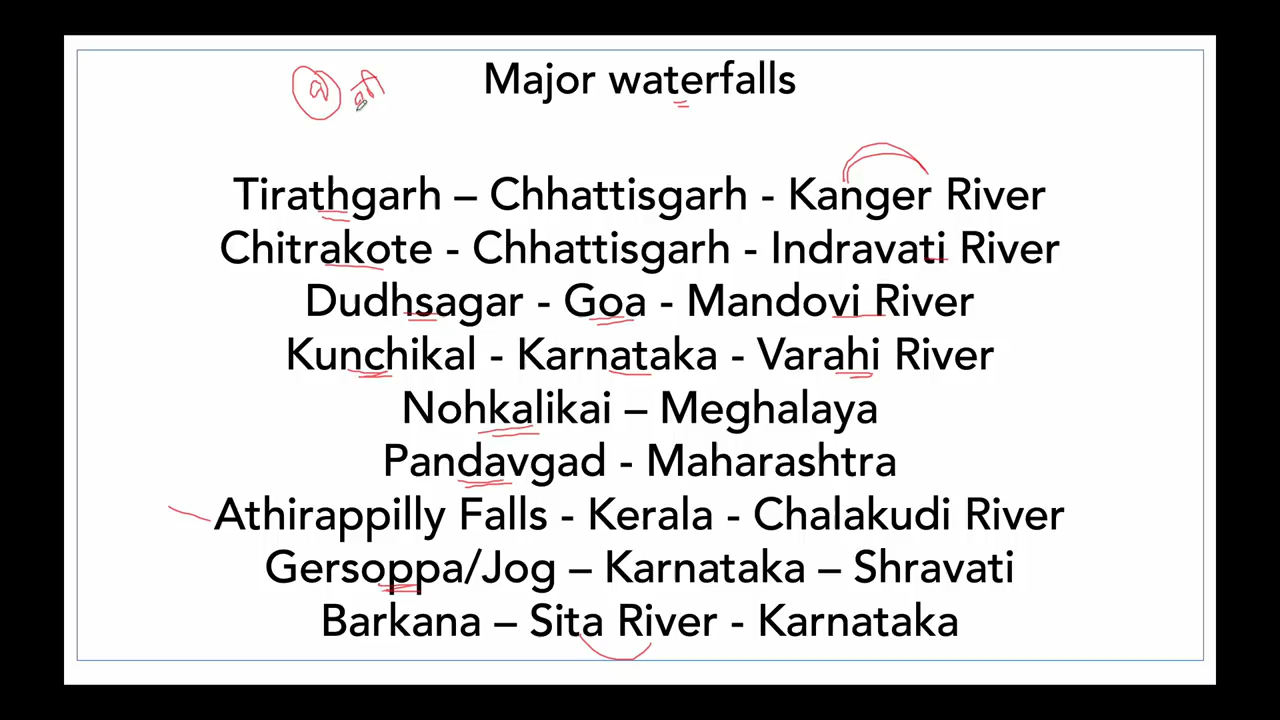 Major waterfalls
Tirathgarh – Chhattisgarh - Kanger River
Chitrakote - Chhattisgarh - Indravati River
Dudhsagar - Goa - Mandovi River
Kunchikal - Karnataka - Varahi River
Nohkalikai – Meghalaya
Pandavgad - Maharashtra
Athirappilly Falls - Kerala - Chalakudi River
Gersoppa/Jog – Karnataka – Shravati
Barkana – Sita River - Karnataka